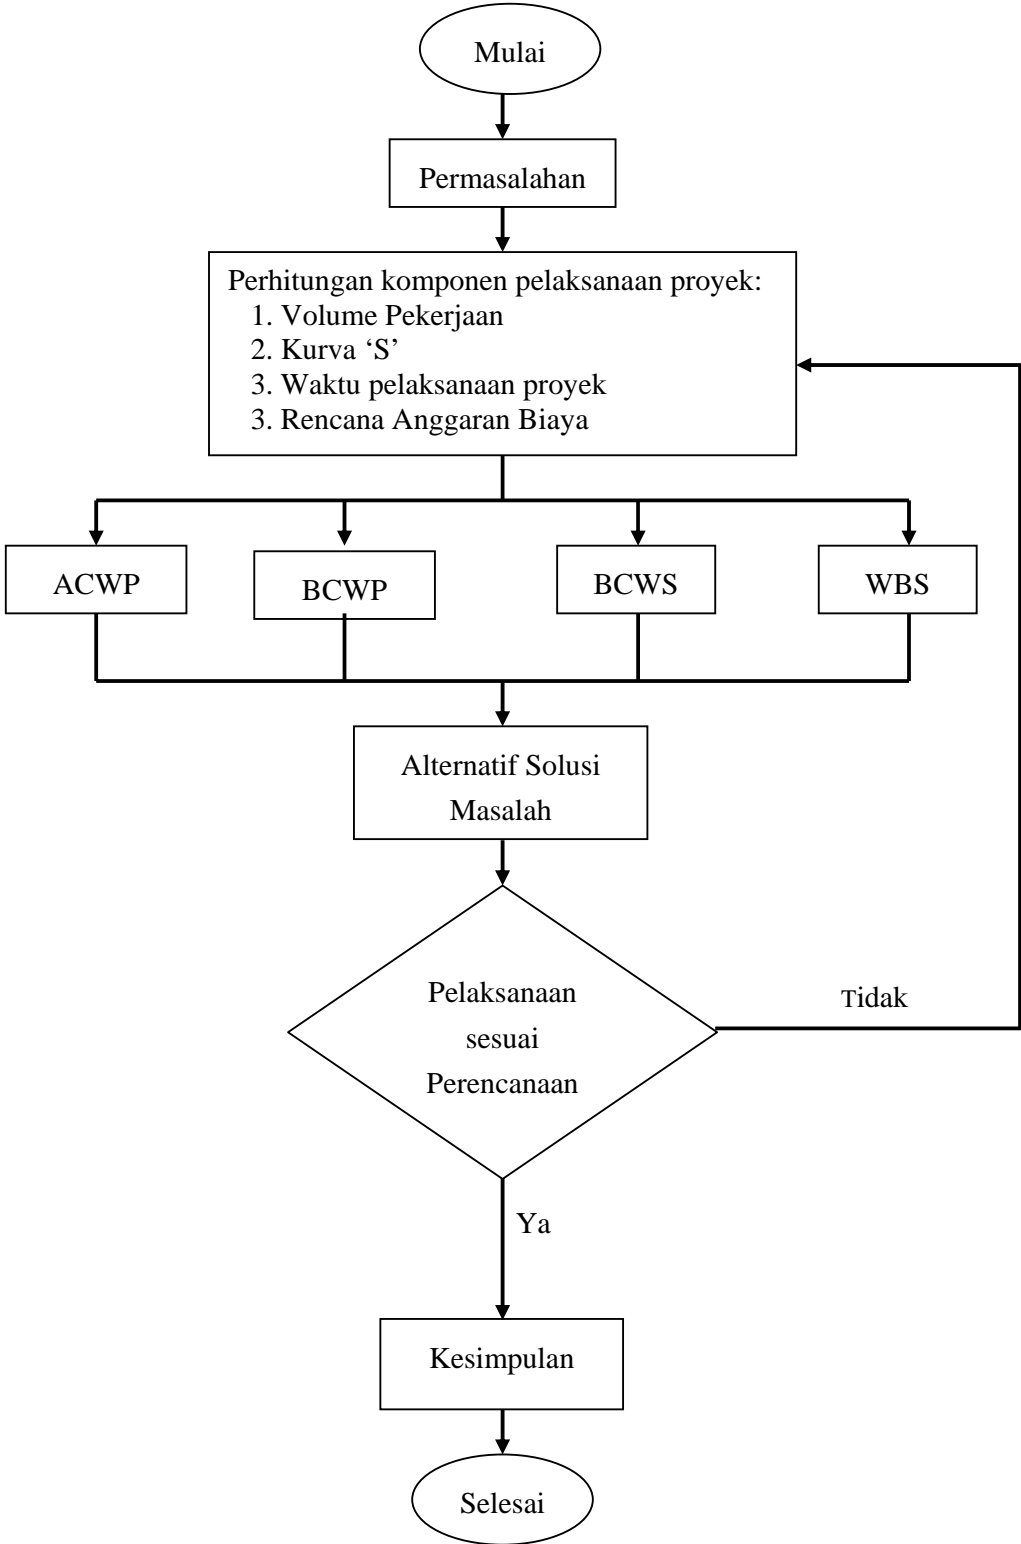 Mulai
Permasalahan
Perhitungan komponen pelaksanaan proyek:
1. Volume Pekerjaan
2. Kurva ‘S’
3. Waktu pelaksanaan proyek
3. Rencana Anggaran Biaya
ACWP
BCWP
BCWS
WBS
Alternatif Solusi
Masalah
Pelaksanaan
sesuai
Perencanaan
Tidak
Ya
Kesimpulan
Selesai